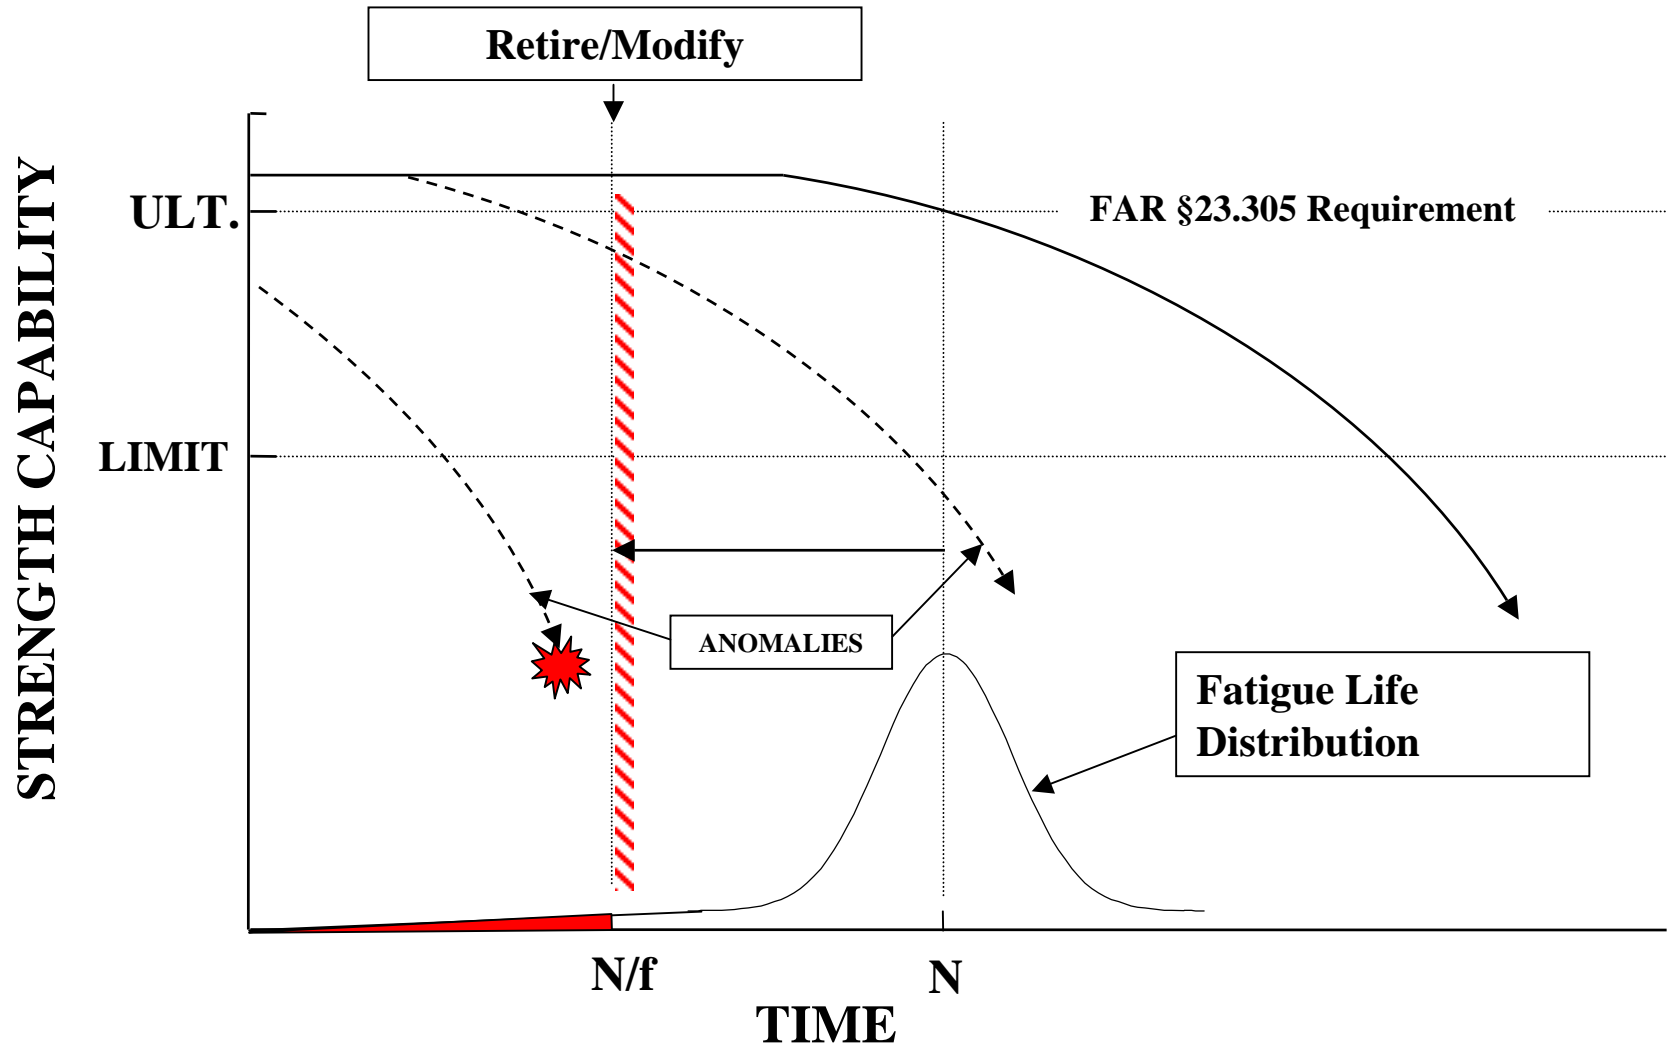 Retire/Modify
STRENGTH CAPABILITY
ULT.
FAR §23.305 Requirement
LIMIT
ANOMALIES
Fatigue Life
Distribution
N/f
N
TIME